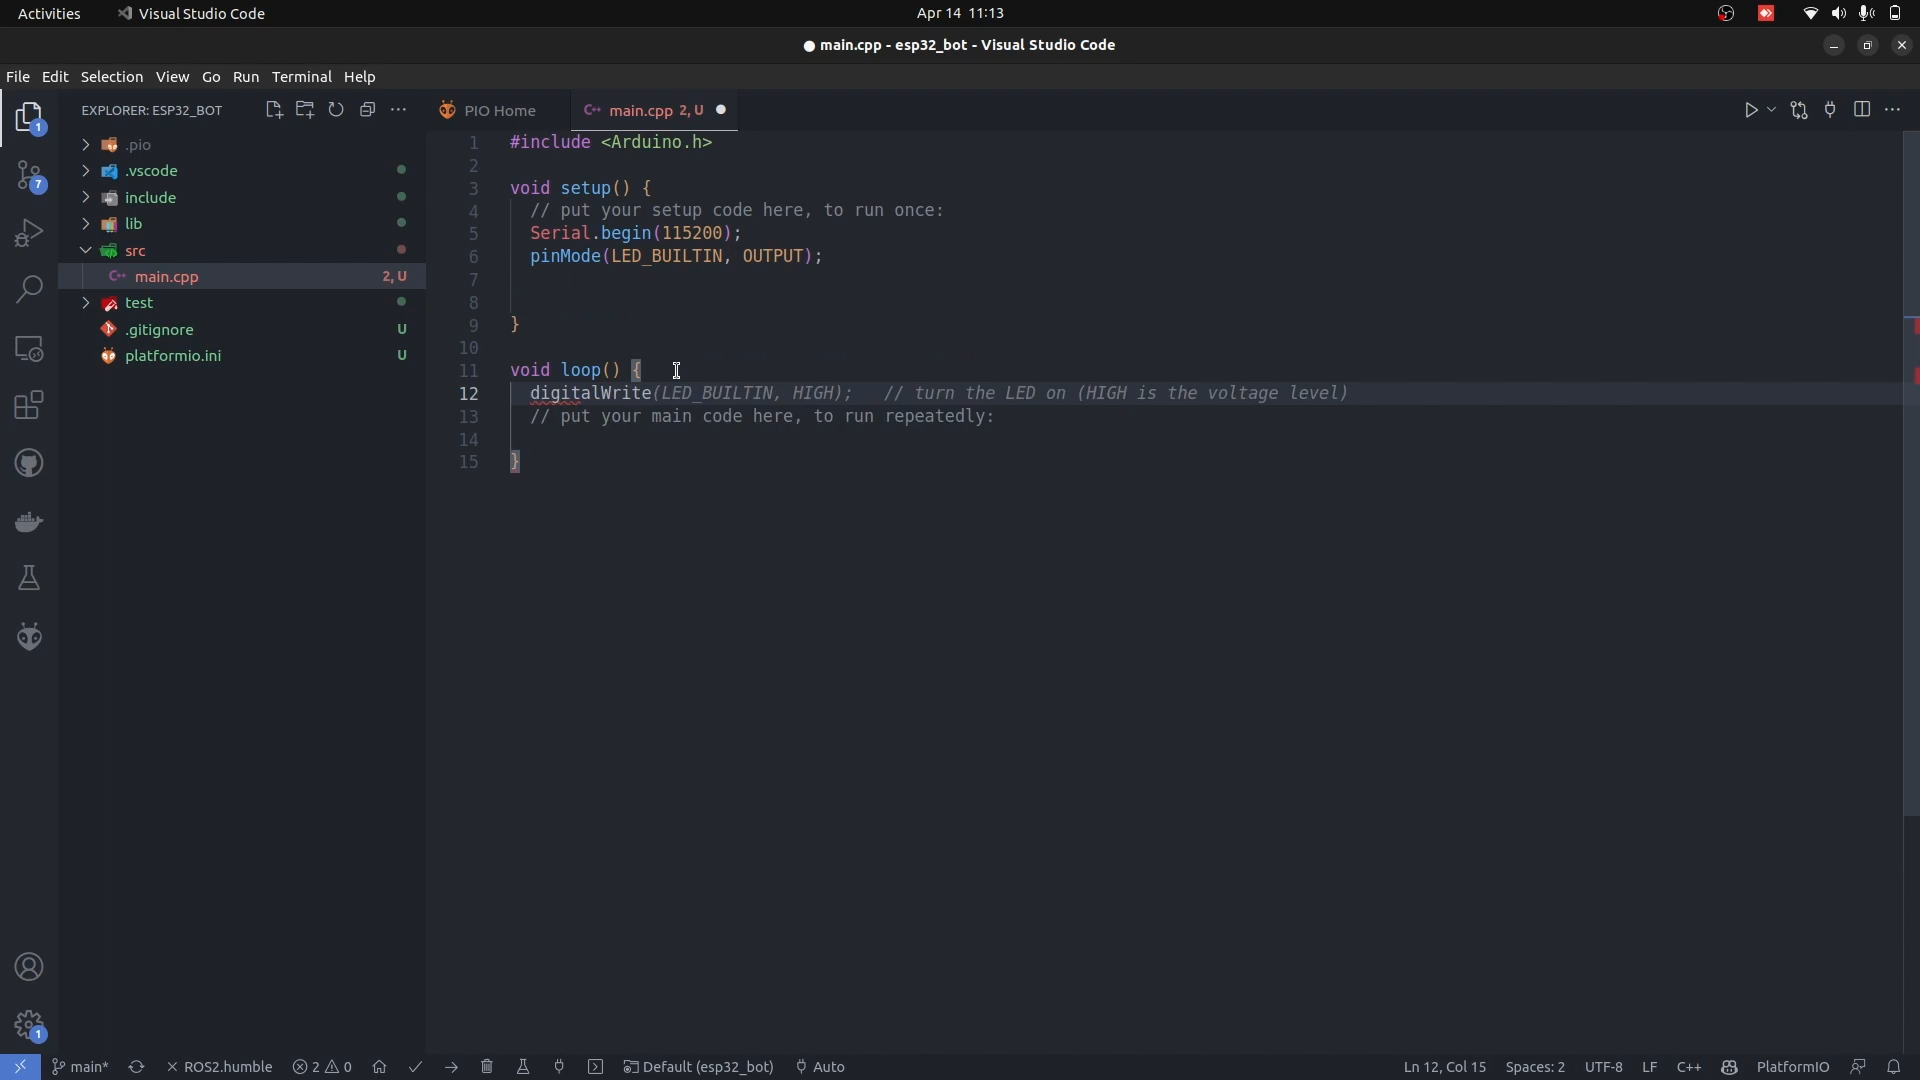 Activities Visual Studio Code Apr 14 11:13
main.cpp - esp32_bot - Visual Studio Code
File Edit Selection View Go Run Terminal Help
EXPLORER: ESP32_BOT PIO Home main.cpp 2, U
.pio
.vscode
include
lib
src
main.cpp 2, U
test
.gitignore U
platformio.ini U
1
7
1 #include <Arduino.h>
2
3 void setup() {
4 // put your setup code here, to run once:
5 Serial.begin(115200);
6 pinMode(LED_BUILTIN, OUTPUT);
7
8
9 }
10
11 void loop() {
12 digitalWrite(LED_BUILTIN, HIGH); // turn the LED on (HIGH is the voltage level)
13 // put your main code here, to run repeatedly:
14
15 }
1
main* ROS2.humble 2 0 Default (esp32_bot) Auto Ln 12, Col 15 Spaces: 2 UTF-8 LF C++ PlatformIO